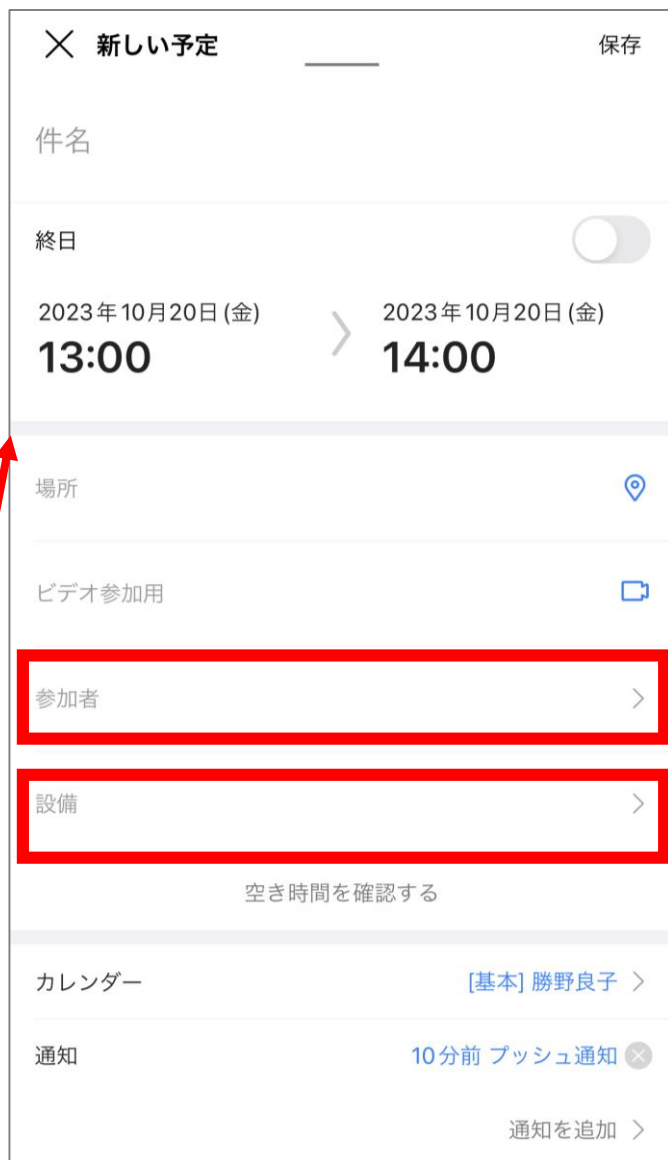 新しい予定 保存
件名
終日
2023年10月20日(金) 2023年10月20日(金)
13:00 14:00
場所
ビデオ参加用
参加者
設備
空き時間を確認する
カレンダー [基本] 勝野良子
通知 10分前 プッシュ通知
通知を追加